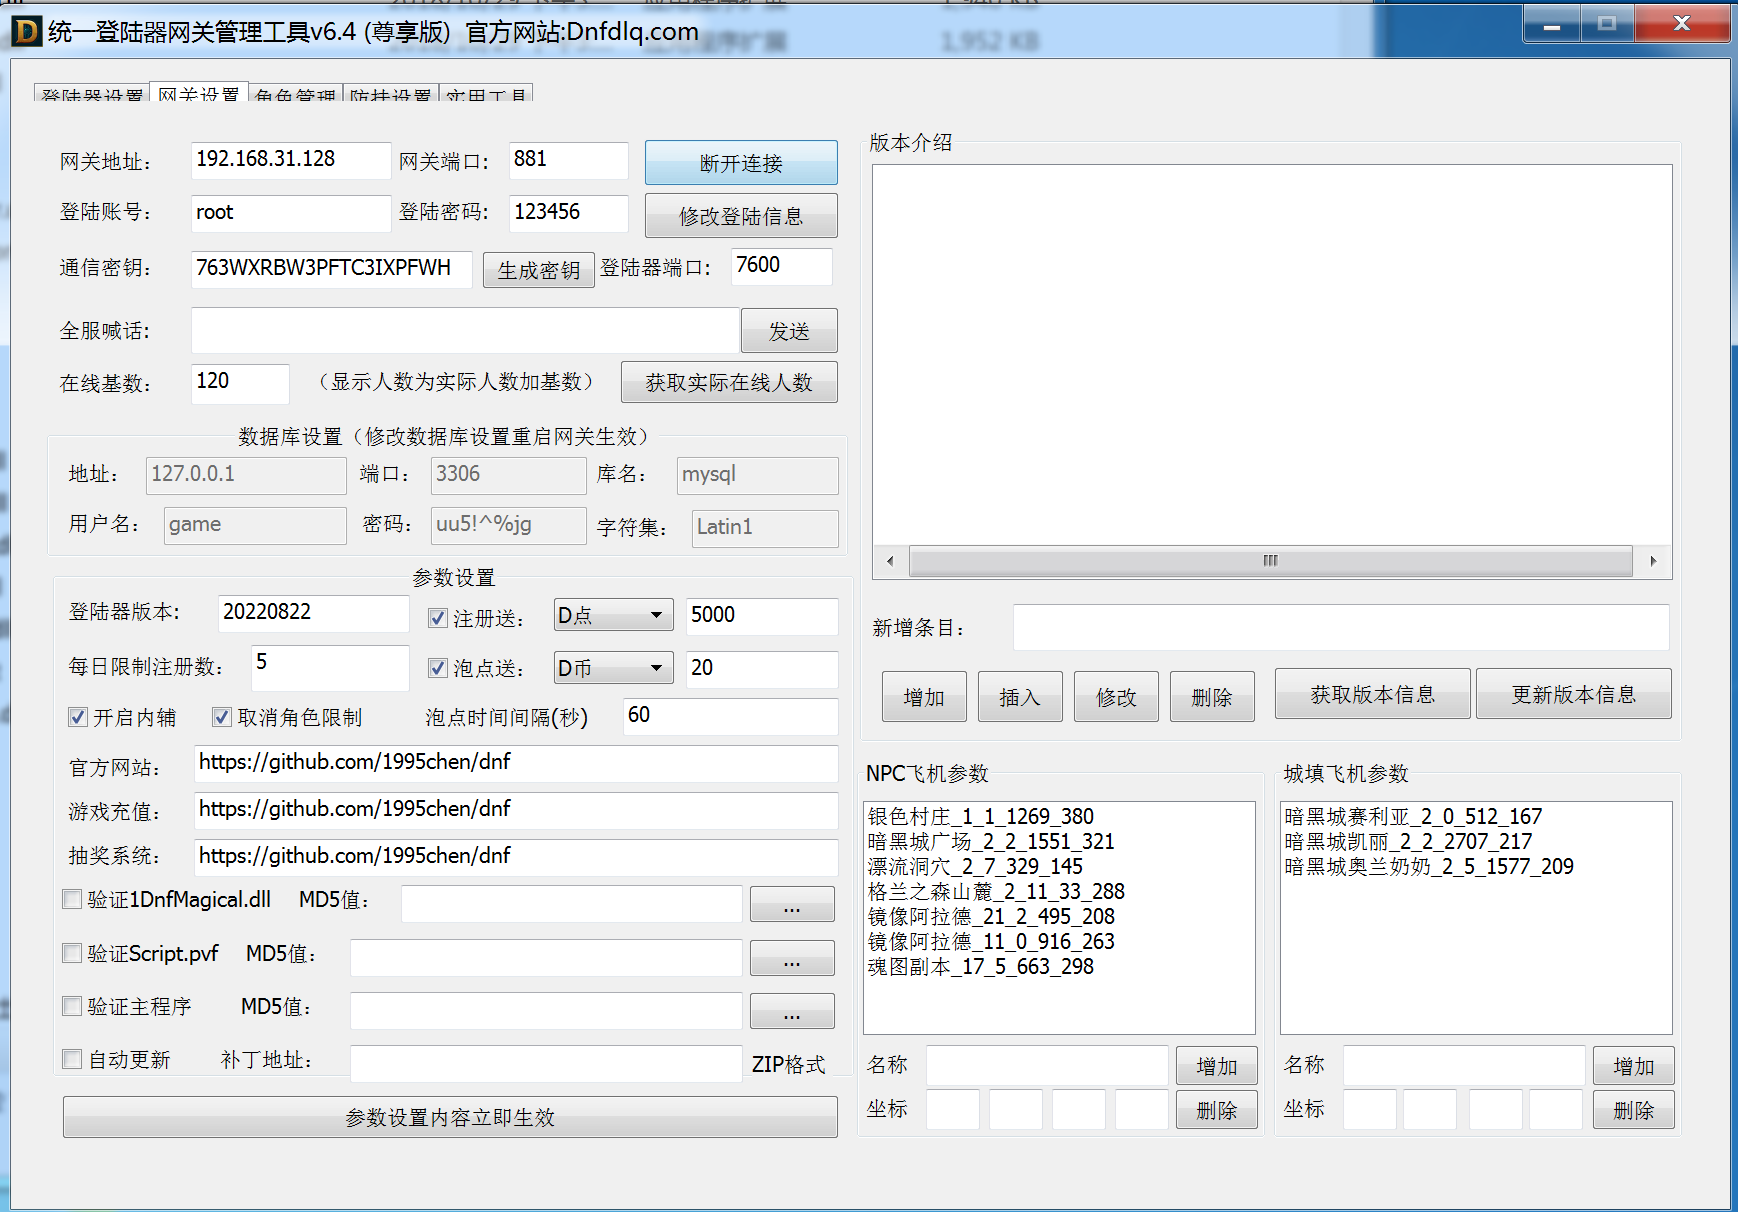 1,952 KB
统一登陆器网关管理工具v6.4 (尊享版)  官方网站:Dnfdlq.com
登陆器设置 网关设置 角色管理 防挂设置 实用工具
网关地址: 192.168.31.128 网关端口: 881 断开连接
登陆账号: root 登陆密码: 123456 修改登陆信息
通信密钥: 763WXRBW3PFTC3IXPFWH 生成密钥 登陆器端口: 7600
全服喊话: 发送
在线基数: 120 （显示人数为实际人数加基数） 获取实际在线人数
数据库设置（修改数据库设置重启网关生效）
地址: 127.0.0.1 端口: 3306 库名: mysql
用户名: game 密码: uu5!^%jg 字符集: Latin1
参数设置
登陆器版本: 20220822 注册送: D点 5000
每日限制注册数: 5 泡点送: D币 20
开启内辅 取消角色限制 泡点时间间隔(秒) 60
官方网站: https://github.com/1995chen/dnf
游戏充值: https://github.com/1995chen/dnf
抽奖系统: https://github.com/1995chen/dnf
验证1DnfMagical.dll MD5值: ...
验证Script.pvf MD5值: ...
验证主程序 MD5值: ...
自动更新 补丁地址: ZIP格式
参数设置内容立即生效
版本介绍
新增条目:
增加 插入 修改 删除 获取版本信息 更新版本信息
NPC飞机参数
银色村庄_1_1_1269_380
暗黑城广场_2_2_1551_321
漂流洞穴_2_7_329_145
格兰之森山麓_2_11_33_288
镜像阿拉德_21_2_495_208
镜像阿拉德_11_0_916_263
魂图副本_17_5_663_298
名称 增加
坐标 删除
城填飞机参数
暗黑城赛利亚_2_0_512_167
暗黑城凯丽_2_2_2707_217
暗黑城奥兰奶奶_2_5_1577_209
名称 增加
坐标 删除